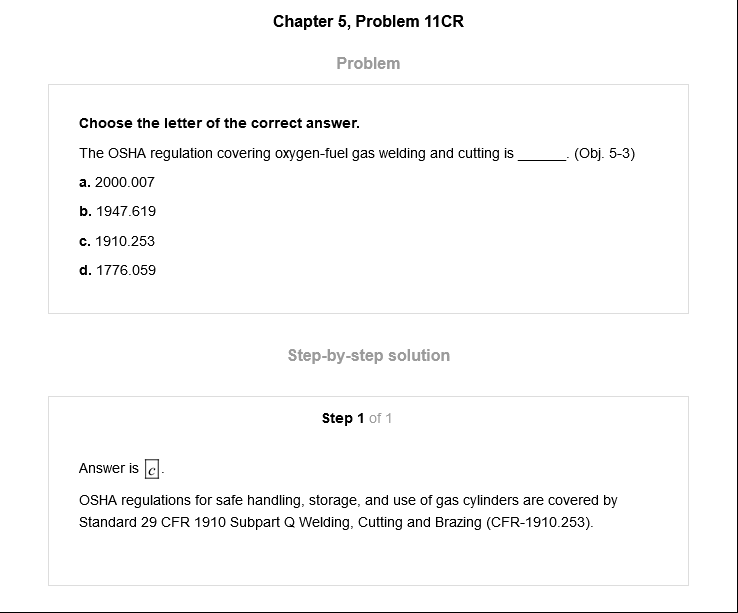 Chapter 5, Problem 11CR
Problem
Choose the letter of the correct answer.
The OSHA regulation covering oxygen-fuel gas welding and cutting is ______. (Obj. 5-3)
a. 2000.007
b. 1947.619
c. 1910.253
d. 1776.059
Step-by-step solution
Step 1 of 1
Answer is c.
OSHA regulations for safe handling, storage, and use of gas cylinders are covered by
Standard 29 CFR 1910 Subpart Q Welding, Cutting and Brazing (CFR-1910.253).